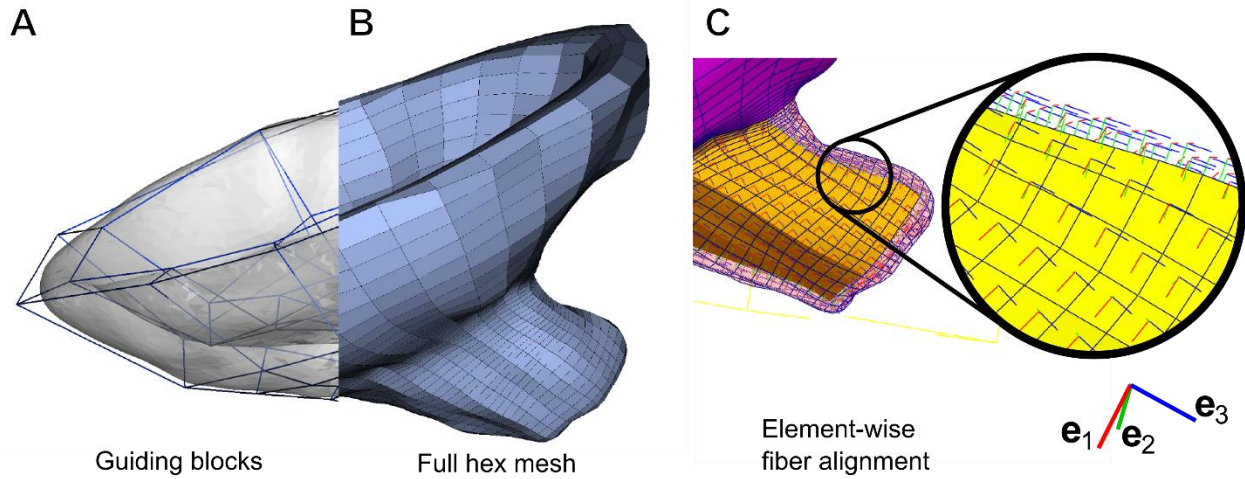 A
B
C
Guiding blocks
Full hex mesh
Element-wise
fiber alignment
e1
e2
e3